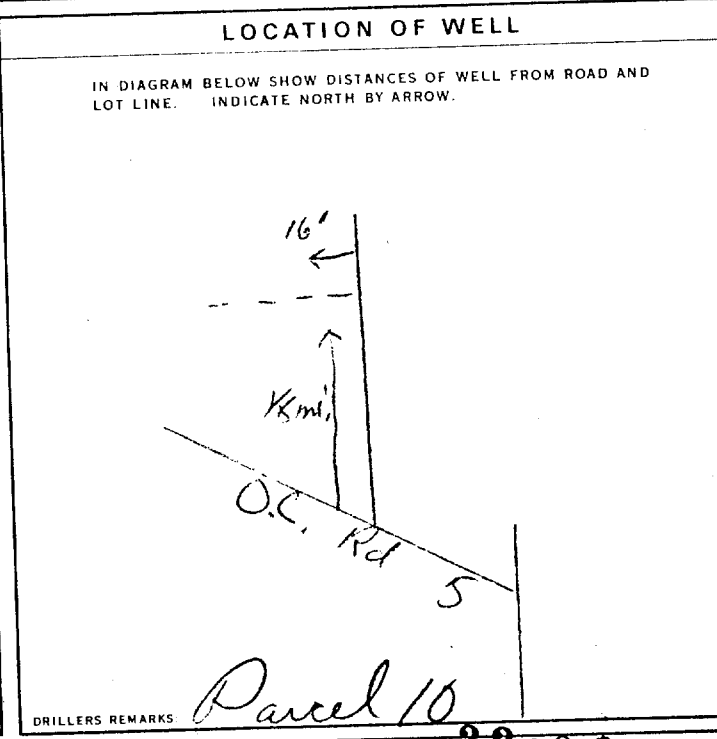 LOCATION OF WELL
IN DIAGRAM BELOW SHOW DISTANCES OF WELL FROM ROAD AND
LOT LINE. INDICATE NORTH BY ARROW.
16'
mi.
O.C. Rd 5
DRILLERS REMARKS: Parcel 10